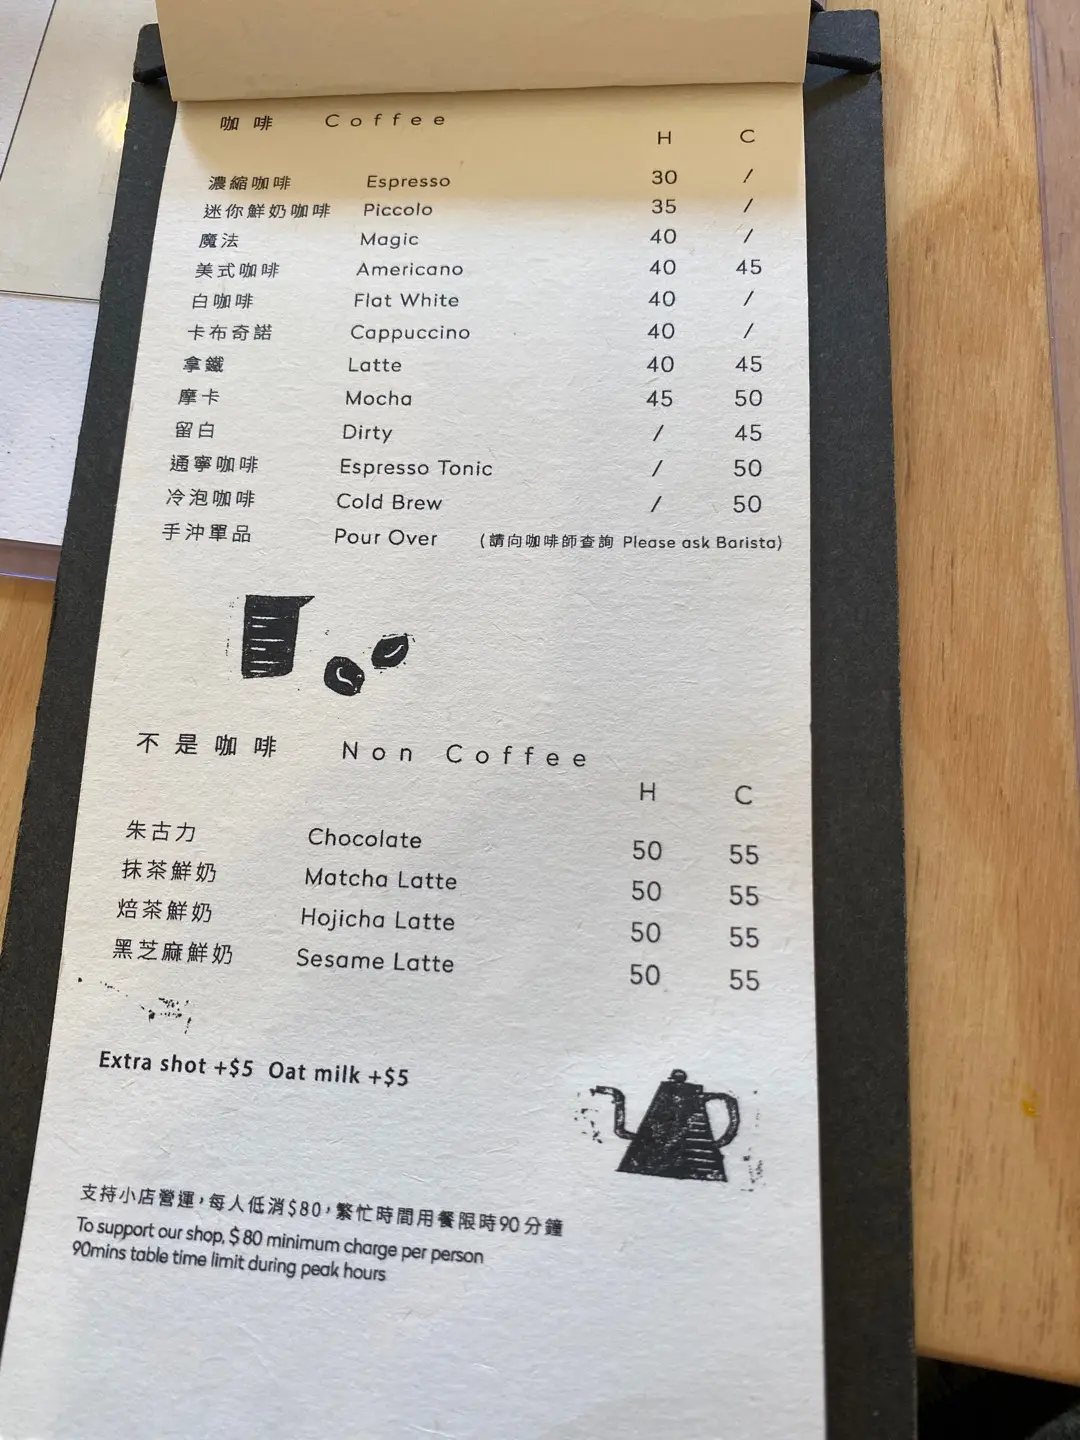 咖啡 Coffee
H C
濃縮咖啡 Espresso 30 /
迷你鮮奶咖啡 Piccolo 35 /
魔法 Magic 40 /
美式咖啡 Americano 40 45
白咖啡 Flat White 40 /
卡布奇諾 Cappuccino 40 /
拿鐵 Latte 40 45
摩卡 Mocha 45 50
留白 Dirty / 45
通寧咖啡 Espresso Tonic / 50
冷泡咖啡 Cold Brew / 50
手沖單品 Pour Over (請向咖啡師查詢 Please ask Barista)
不是咖啡 Non Coffee
H C
朱古力 Chocolate 50 55
抹茶鮮奶 Matcha Latte 50 55
焙茶鮮奶 Hojicha Latte 50 55
黑芝麻鮮奶 Sesame Latte 50 55
Extra shot +$5 Oat milk +$5
支持小店營運，每人低消$80，繁忙時間用餐限時90分鐘
To support our shop, $80 minimum charge per person
90mins table time limit during peak hours